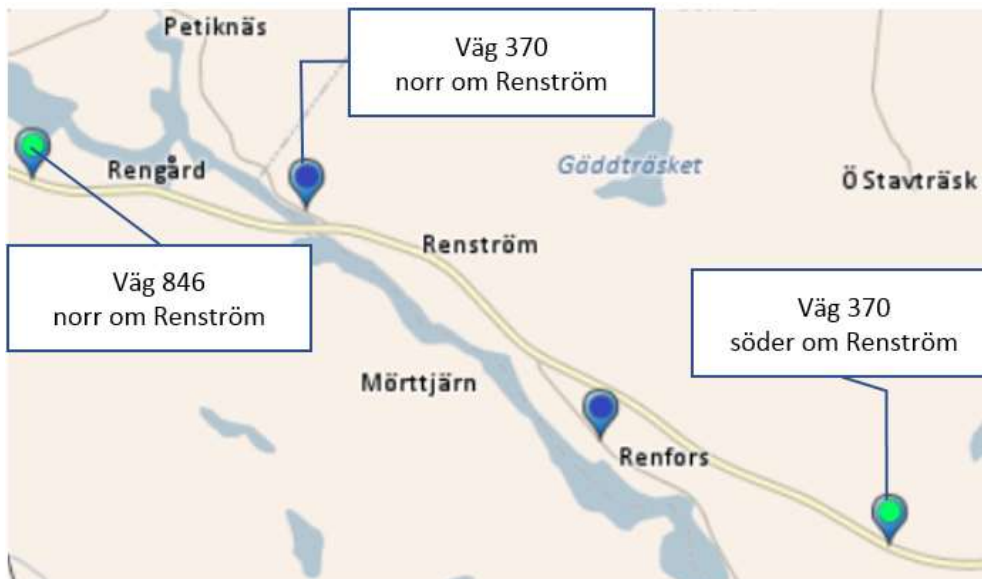 Petiknäs
Väg 370
norr om Renström
Rengård
Gäddträsket
Ö Stavträsk
Renström
Väg 846
norr om Renström
Väg 370
söder om Renström
Mörttjärn
Renfors